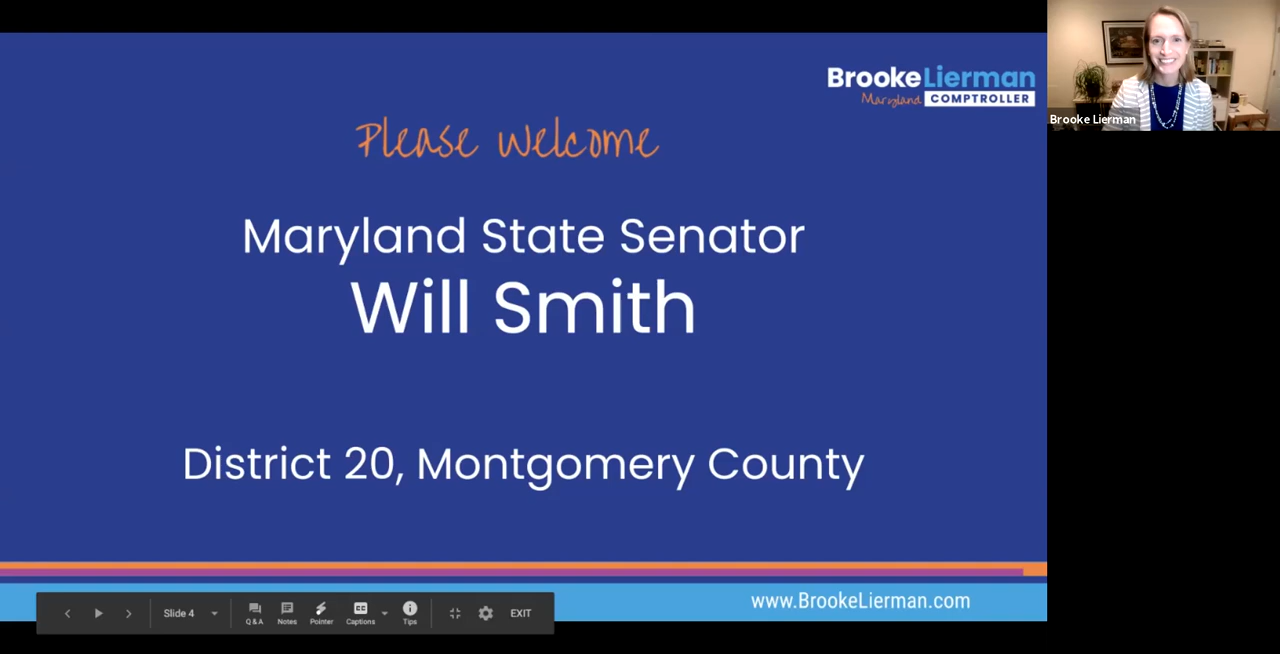 BrookeLierman
Maryland COMPTROLLER
Please welcome
Maryland State Senator
Will Smith
District 20, Montgomery County
www.BrookeLierman.com
Slide 4
Q & A
Notes
Pointer
CC
Captions
Tips
EXIT
Brooke Lierman